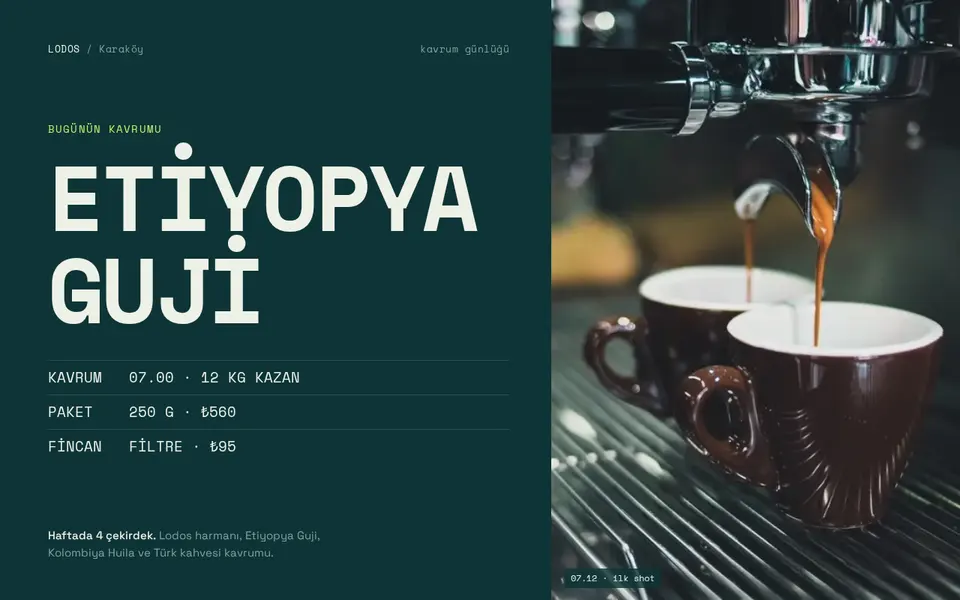 LODOS / Karaköy
kavrum günlüğü
BUGÜNÜN KAVRUMU
ETİYOPYA
GUJİ
KAVRUM 07.00 · 12 KG KAZAN
PAKET 250 G · ₺560
FİNCAN FİLTRE · ₺95
Haftada 4 çekirdek. Lodos harmanı, Etiyopya Guji,
Kolombiya Huila ve Türk kahvesi kavrumu.
07.12 · ilk shot